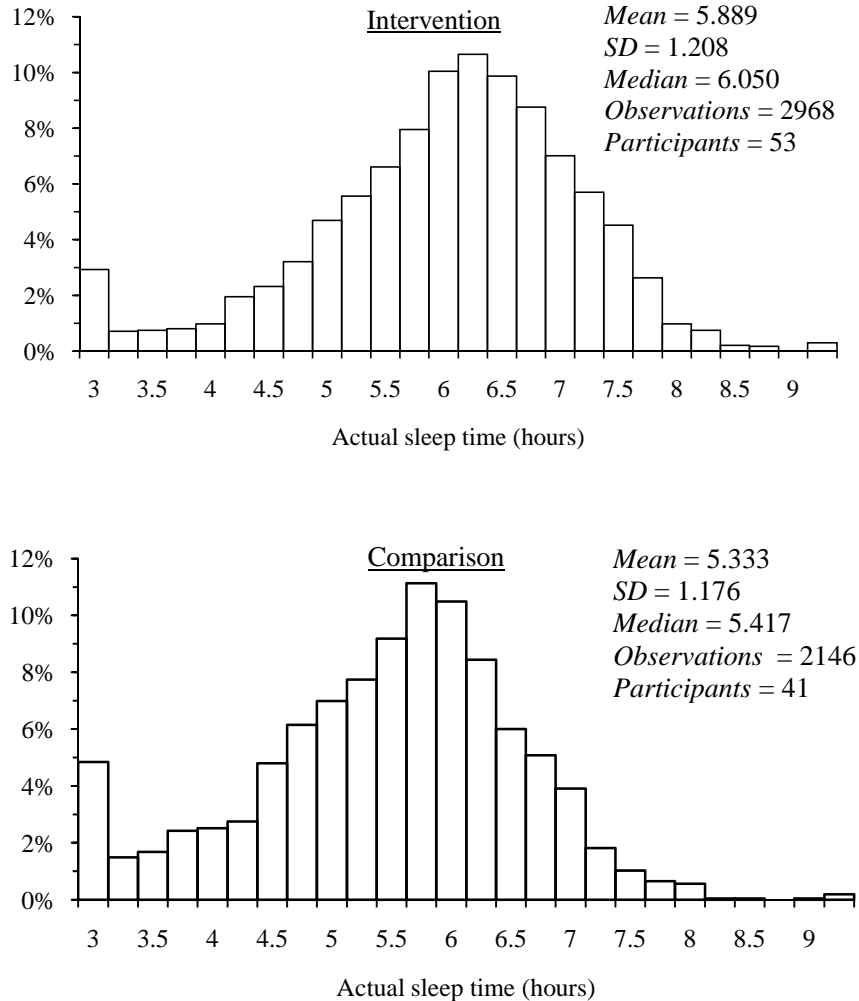 Intervention
Mean = 5.889
SD = 1.208
Median = 6.050
Observations = 2968
Participants = 53
12%
10%
8%
6%
4%
2%
0%
3 3.5 4 4.5 5 5.5 6 6.5 7 7.5 8 8.5 9
Actual sleep time (hours)
Comparison
Mean = 5.333
SD = 1.176
Median = 5.417
Observations = 2146
Participants = 41
12%
10%
8%
6%
4%
2%
0%
3 3.5 4 4.5 5 5.5 6 6.5 7 7.5 8 8.5 9
Actual sleep time (hours)